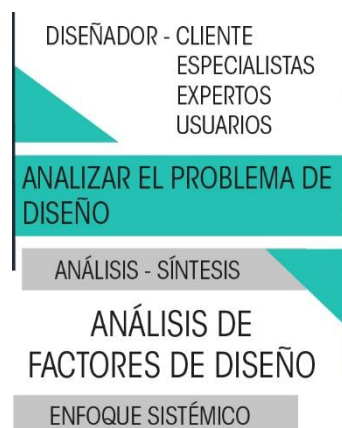 DISEÑADOR - CLIENTE
ESPECIALISTAS
EXPERTOS
USUARIOS
ANALIZAR EL PROBLEMA DE
DISEÑO
ANÁLISIS - SÍNTESIS
ANÁLISIS DE
FACTORES DE DISEÑO
ENFOQUE SISTÉMICO